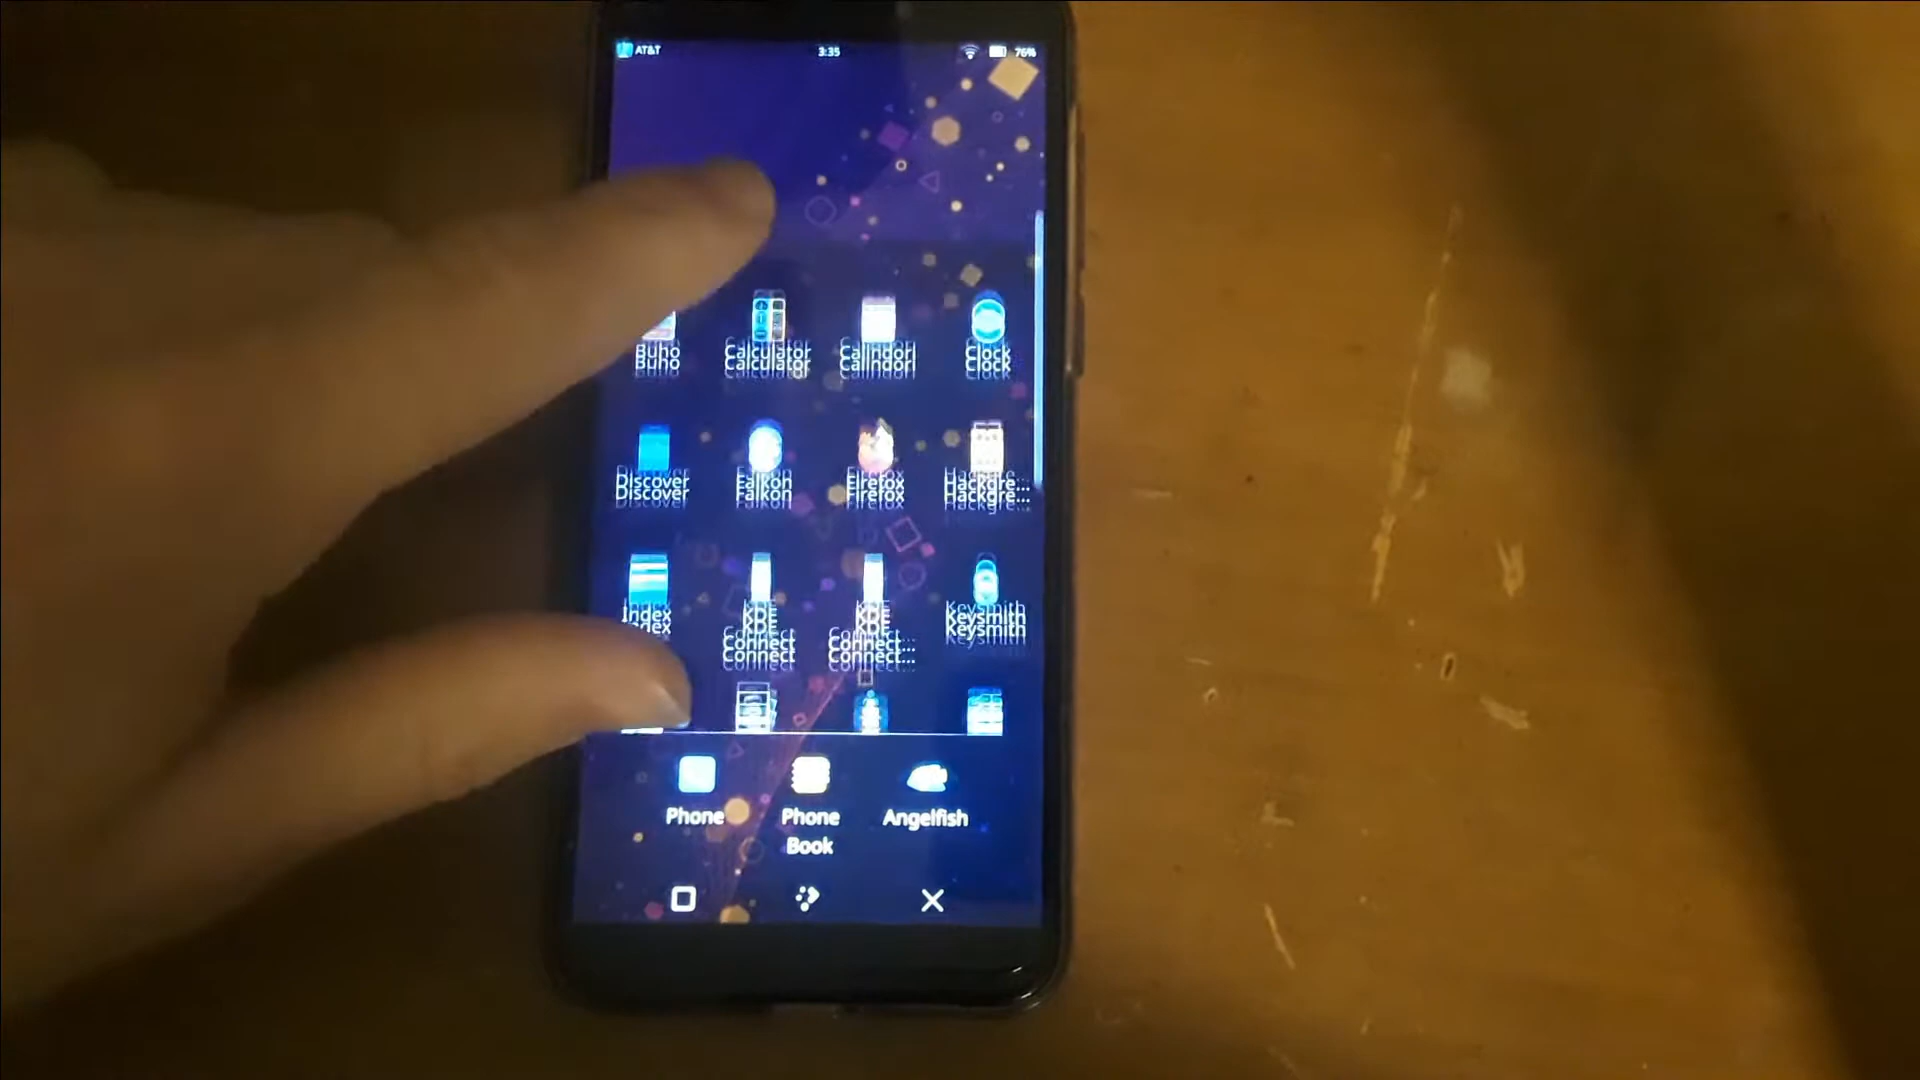 AT&T 3:35 76%
Buho Calculator Calindori Clock
Discover Falkon Firefox Hackgre...
Index KDE KDE Keysmith
Connect Connect...
Phone Phone Angelfish
Book